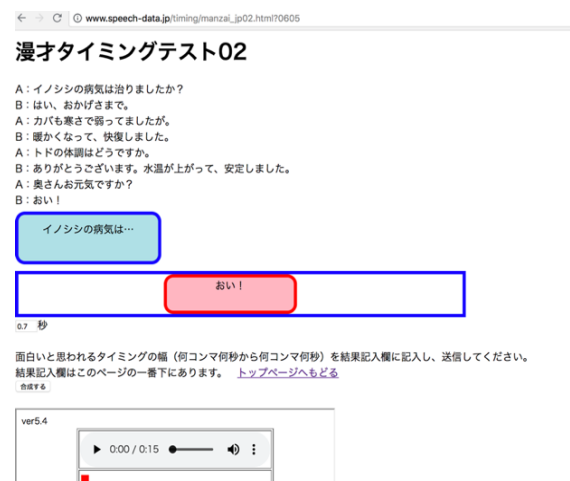 www.speech-data.jp/timing/manzai_jp02.html?0605
漫才タイミングテスト02
A：イノシシの病気は治りましたか？
B：はい、おかげさまで。
A：カバも寒さで弱ってましたが。
B：暖かくなって、快復しました。
A：トドの体調はどうですか。
B：ありがとうございます。水温が上がって、安定しました。
A：奥さんお元気ですか？
B：おい！
イノシシの病気は…
おい！
0.7 秒
面白いと思われるタイミングの幅（何コンマ何秒から何コンマ何秒）を結果記入欄に記入し、送信してください。
結果記入欄はこのページの一番下にあります。 トップページへもどる
合成する
ver5.4
0:00 / 0:15